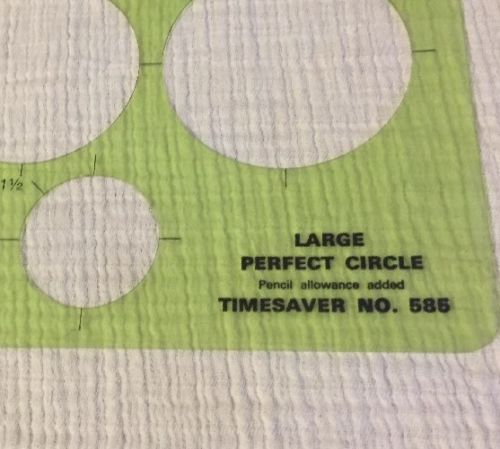 1½
LARGE
PERFECT CIRCLE
Pencil allowance added
TIMESAVER NO. 585